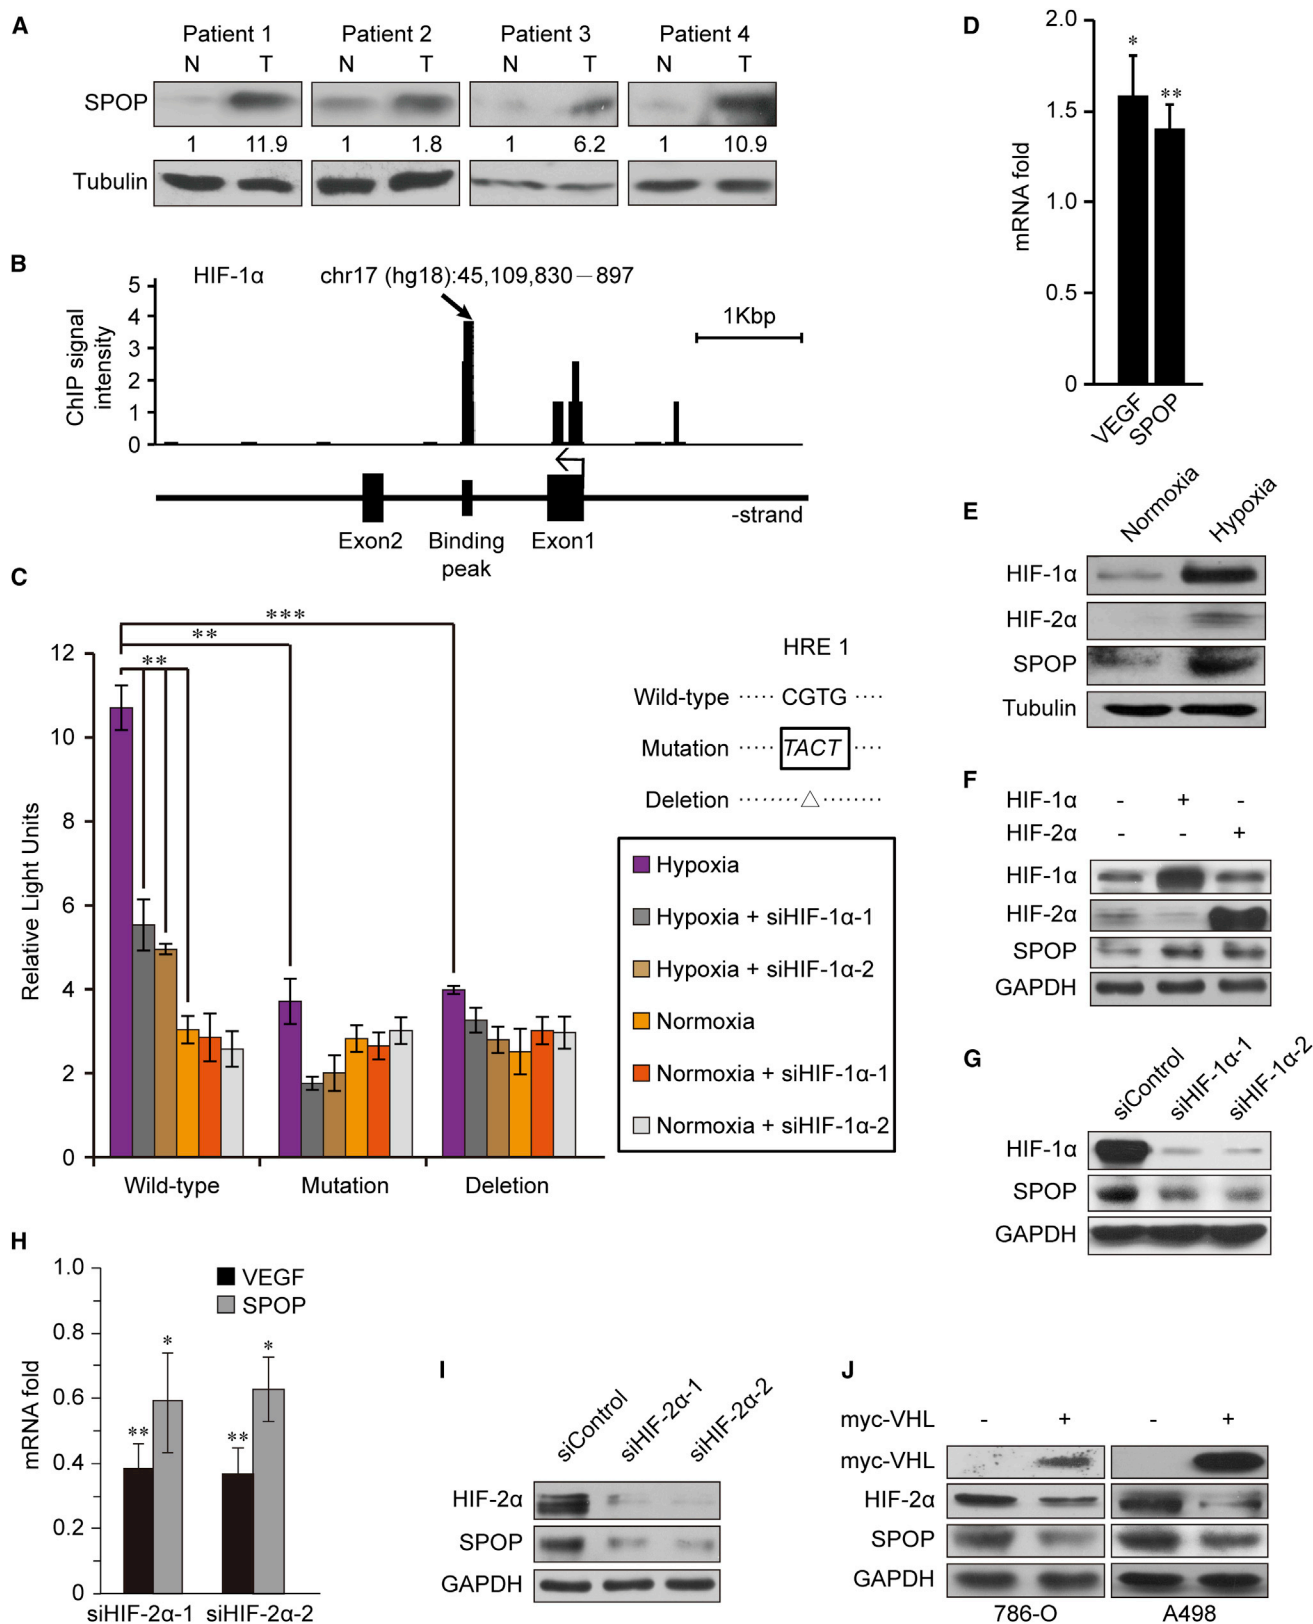 A
Patient 1 Patient 2 Patient 3 Patient 4
N T N T N T N T
SPOP
1 11.9 1 1.8 1 6.2 1 10.9
Tubulin
B
HIF-1α
chr17 (hg18):45,109,830–897
5
4
3
2
1
0
ChIP signal
intensity
1Kbp
-strand
Exon2 Binding Exon1
peak
C
***
**
**
12
10
8
6
4
2
0
Relative Light Units
Wild-type Mutation Deletion
HRE 1
Wild-type ····· CGTG ····
Mutation ····· TACT ····
Deletion ········△········
Hypoxia
Hypoxia + siHIF-1α-1
Hypoxia + siHIF-1α-2
Normoxia
Normoxia + siHIF-1α-1
Normoxia + siHIF-1α-2
D
2.0
1.5
1.0
0.5
0
mRNA fold
* **
VEGF
SPOP
E
Normoxia Hypoxia
HIF-1α
HIF-2α
SPOP
Tubulin
F
HIF-1α - + -
HIF-2α - - +
HIF-1α
HIF-2α
SPOP
GAPDH
G
siControl siHIF-1α-1 siHIF-1α-2
HIF-1α
SPOP
GAPDH
H
1.0
0.8
0.6
0.4
0.2
0
mRNA fold
VEGF
SPOP
** * ** *
siHIF-2α-1 siHIF-2α-2
I
siControl siHIF-2α-1 siHIF-2α-2
HIF-2α
SPOP
GAPDH
J
myc-VHL - + - +
myc-VHL
HIF-2α
SPOP
GAPDH
786-O A498